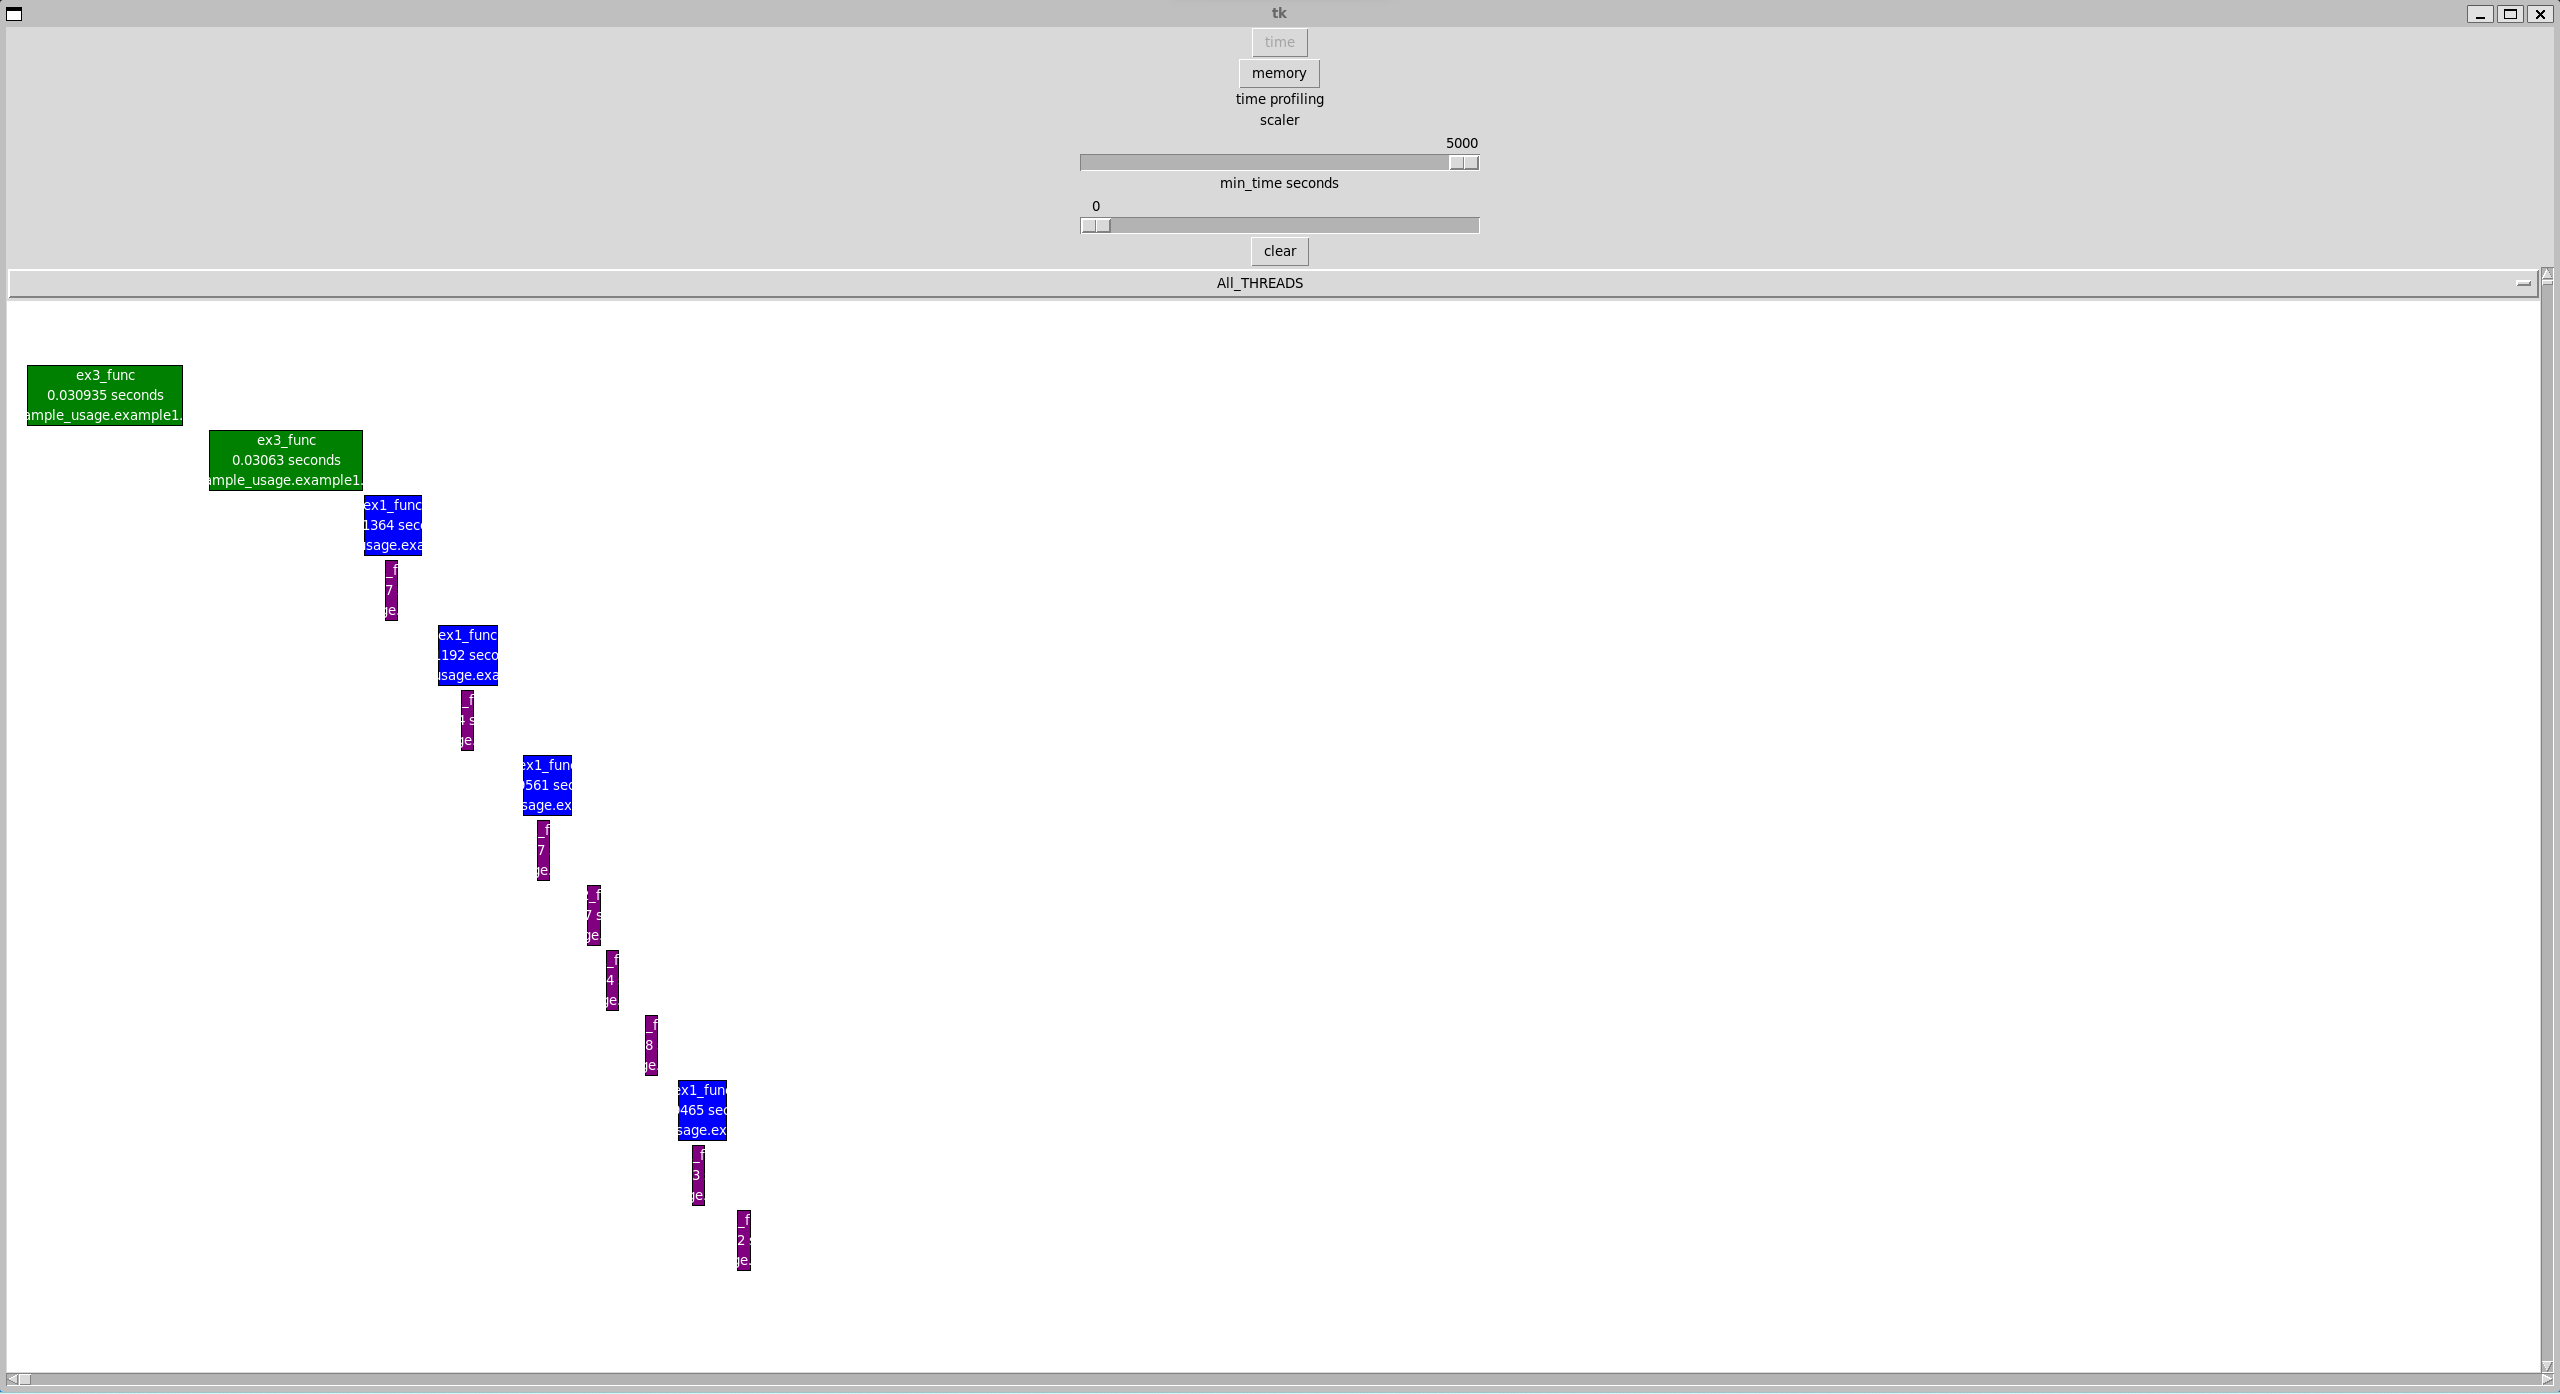 tk
time
memory
time profiling
scaler
5000
min_time seconds
0
clear
All_THREADS
ex3_func
0.030935 seconds
ample_usage.example1.
ex3_func
0.03063 seconds
ample_usage.example1.
ex1_func
1364 sec
sage.exa
_f
7
ge.
ex1_func
192 seco
usage.exa
_f
4 s
ge.
ex1_func
0561 sec
sage.ex
_f
7
ge.
_f
7 s
ge.
_f
4
ge.
_f
8
ge.
ex1_func
0465 sec
sage.ex
_f
3
ge.
_f
2 s
ge.